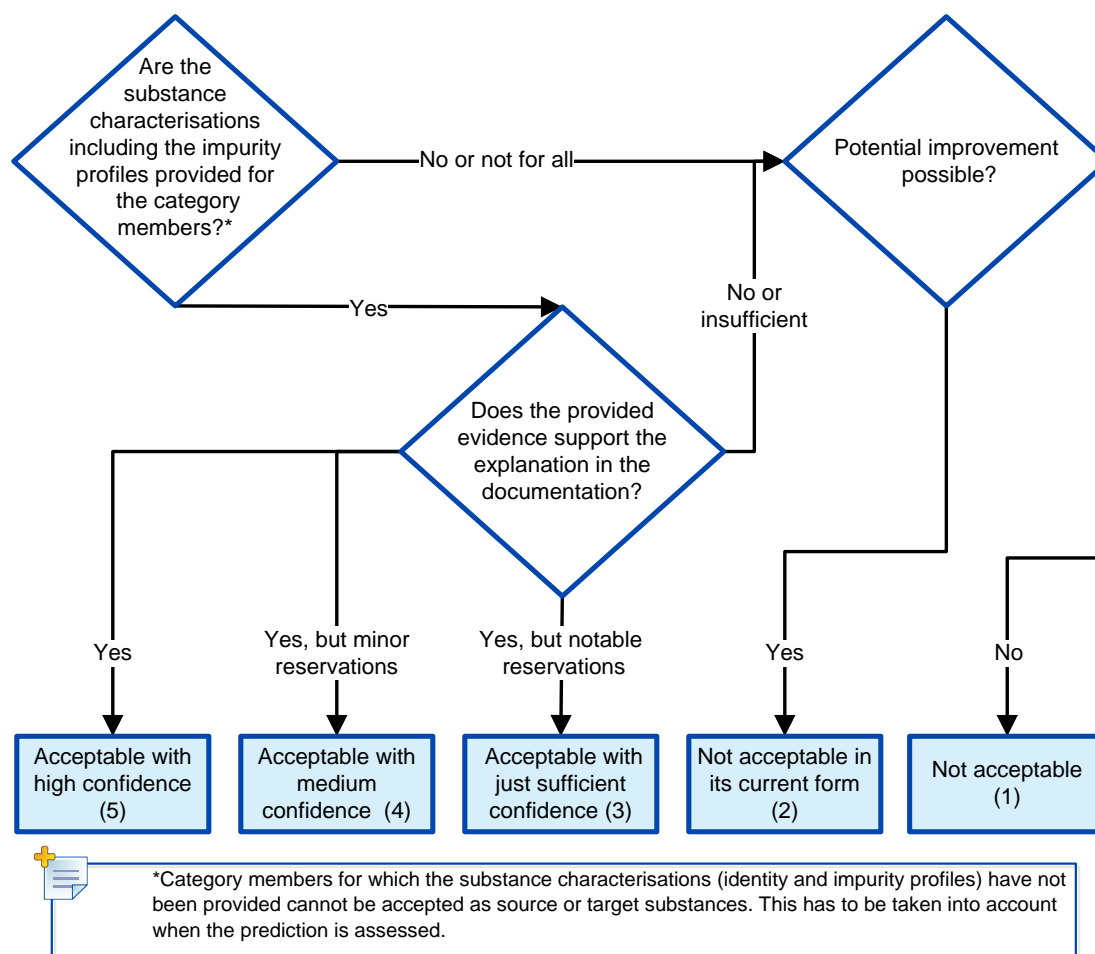 Are the
substance
characterisations
including the impurity
profiles provided for
the category
members?*
No or not for all
Potential improvement
possible?
Yes
No or
insufficient
Does the provided
evidence support the
explanation in the
documentation?
Yes
Yes, but minor
reservations
Yes, but notable
reservations
Yes
No
Acceptable with
high confidence
(5)
Acceptable with
medium
confidence (4)
Acceptable with
just sufficient
confidence (3)
Not acceptable in
its current form
(2)
Not acceptable
(1)
*Category members for which the substance characterisations (identity and impurity profiles) have not
been provided cannot be accepted as source or target substances. This has to be taken into account
when the prediction is assessed.